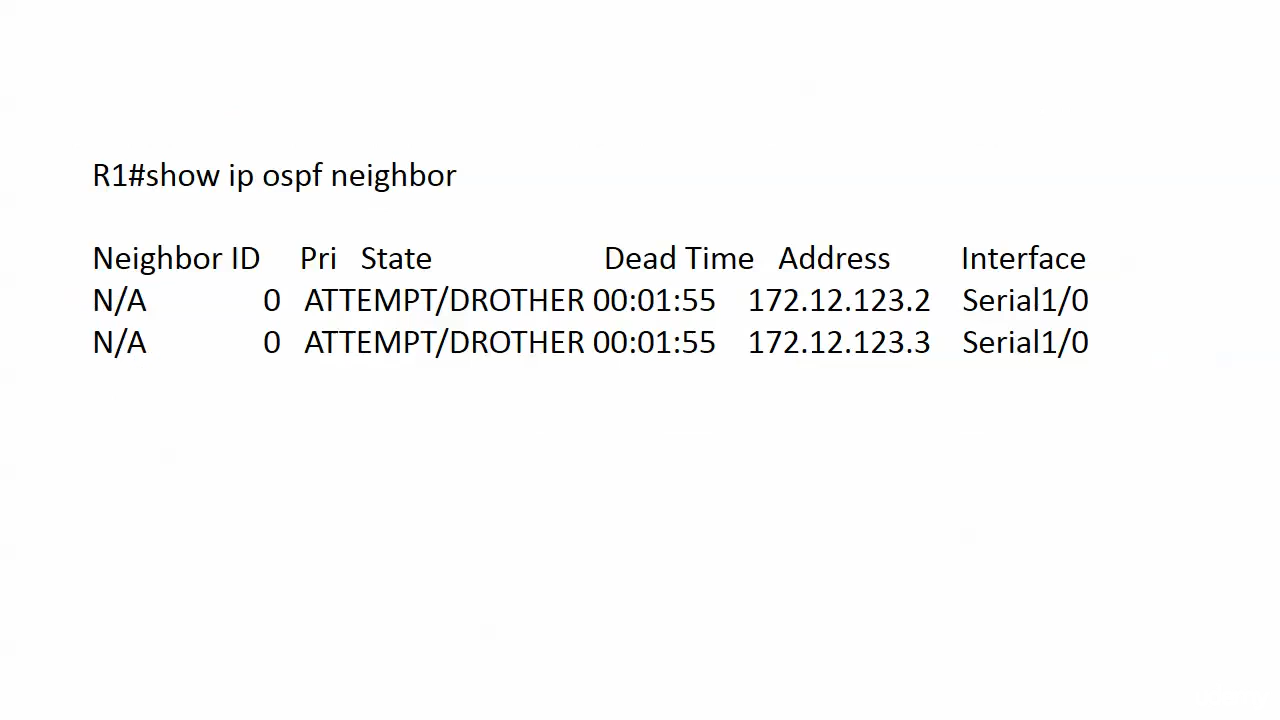 R1#show ip ospf neighbor
Neighbor ID Pri State Dead Time Address Interface
N/A 0 ATTEMPT/DROTHER 00:01:55 172.12.123.2 Serial1/0
N/A 0 ATTEMPT/DROTHER 00:01:55 172.12.123.3 Serial1/0